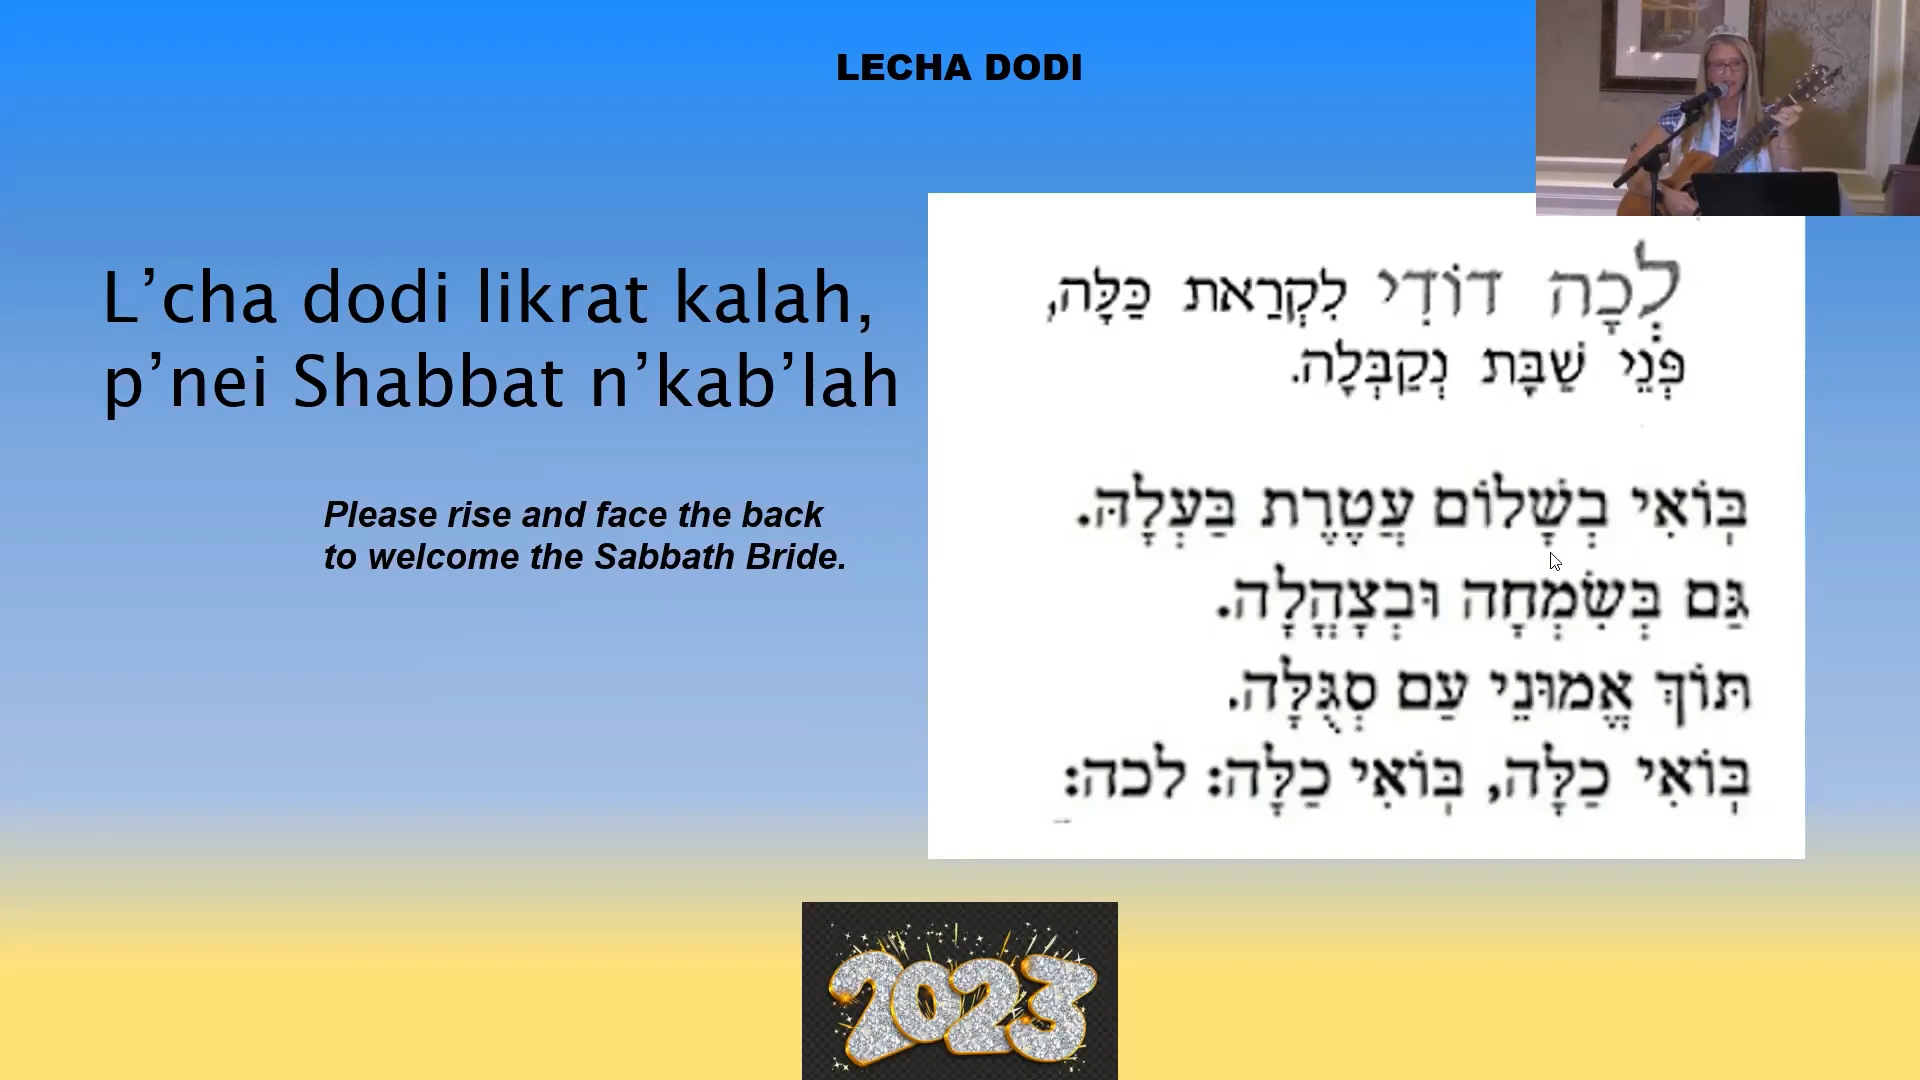 LECHA DODI
L’cha dodi likrat kalah,
p’nei Shabbat n’kab’lah
Please rise and face the back
to welcome the Sabbath Bride.
לְכָה דוֹדִי לִקְרַאת כַּלָּה,
פְּנֵי שַׁבָּת נְקַבְּלָה.
בְּוֹאִי בְשָׁלוֹם עֲטֶרֶת בַּעְלָהּ.
גַּם בְּשִׂמְחָה וּבְצָהֳלָה.
תּוֹךְ אֱמוּנֵי עַם סְגֻלָּה.
בְּוֹאִי כַלָּה, בְּוֹאִי כַלָּה: לכה:
2023